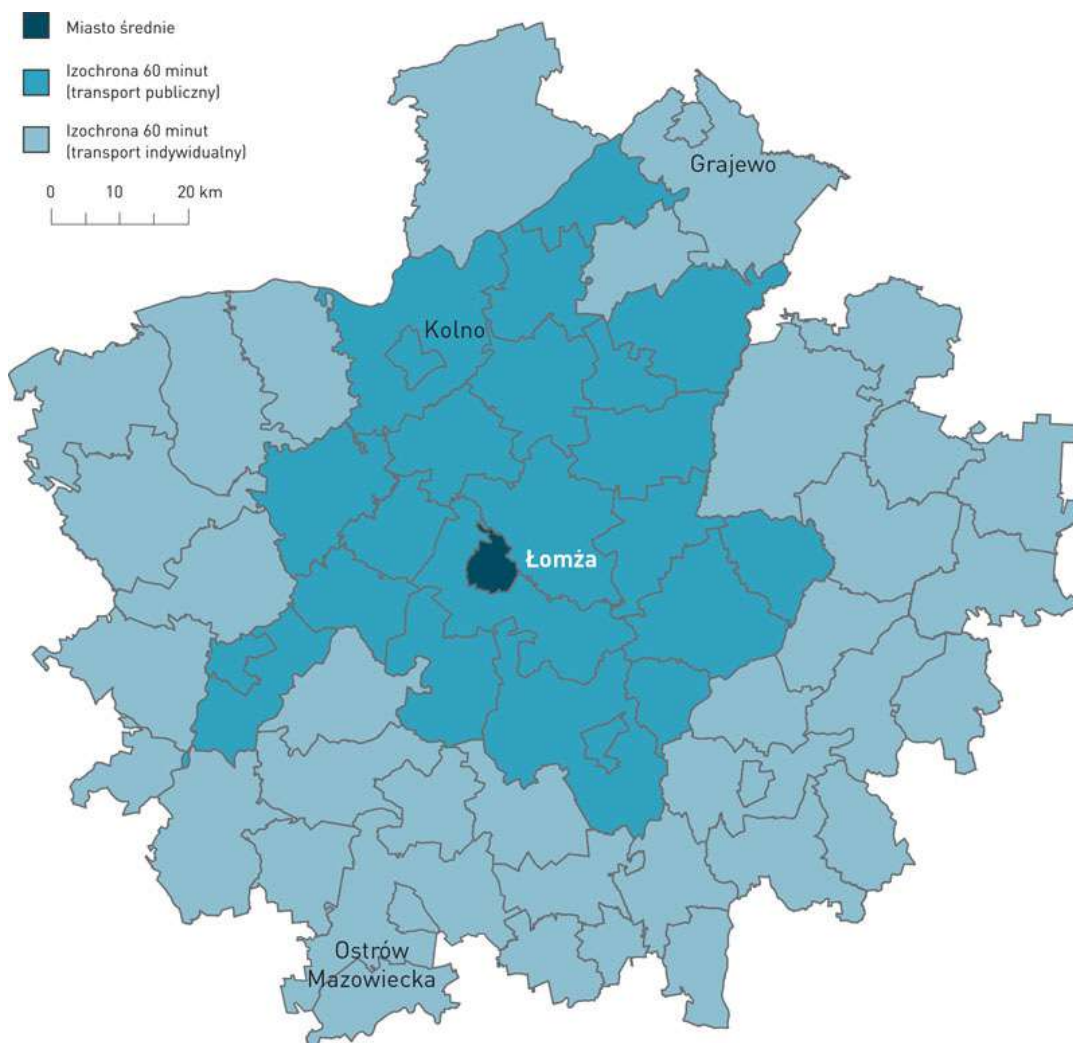 Miasto średnie
Izochrona 60 minut
(transport publiczny)
Izochrona 60 minut
(transport indywidualny)
0 10 20 km
Grajewo
Kolno
Łomża
Ostrów
Mazowiecka